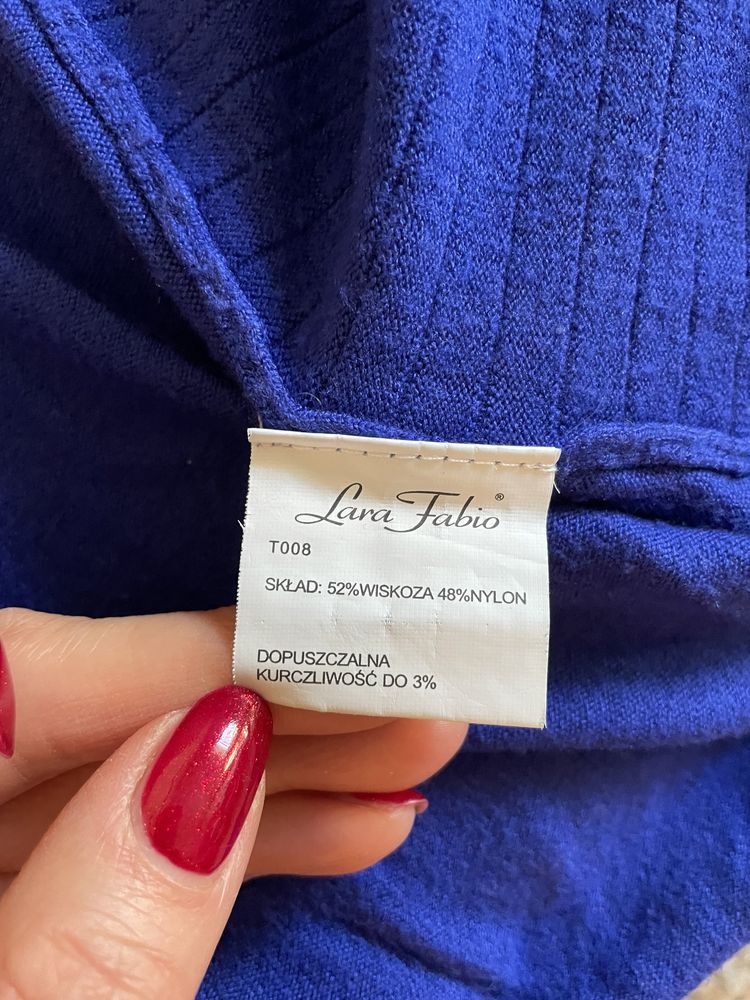 Lara Fabio®
T008
SKŁAD: 52%WISKOZA 48%NYLON
DOPUSZCZALNA
KURCZLIWOŚĆ DO 3%